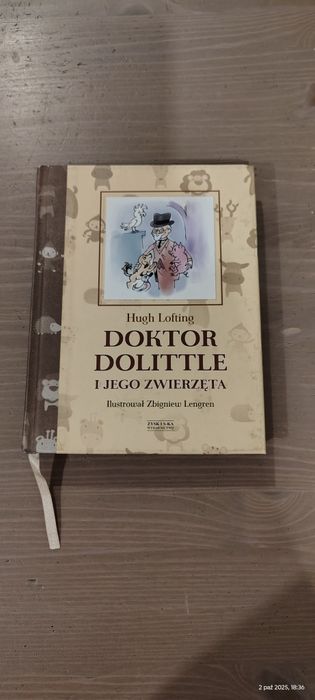 Hugh Lofting
DOKTOR
DOLITTLE
I JEGO ZWIERZĘTA
Ilustrował Zbigniew Lengren
ZYSK I S-KA
WYDAWNICTWO
2 paź 2025, 18:36